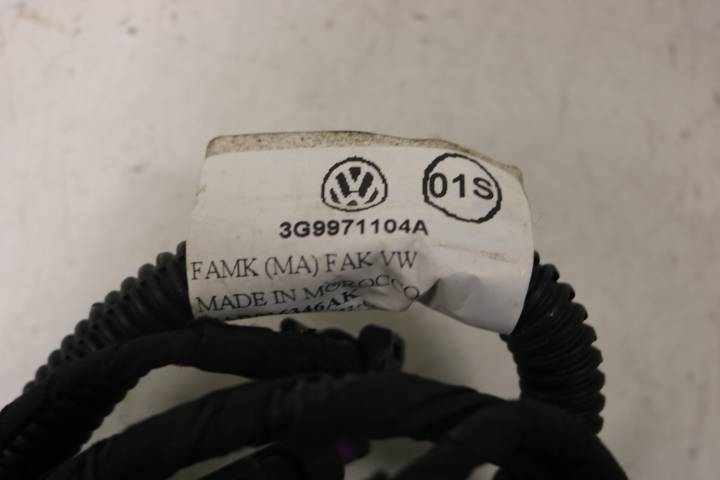 01S
3G9971104A
FAMK (MA) FAK VW
MADE IN MOROCCO